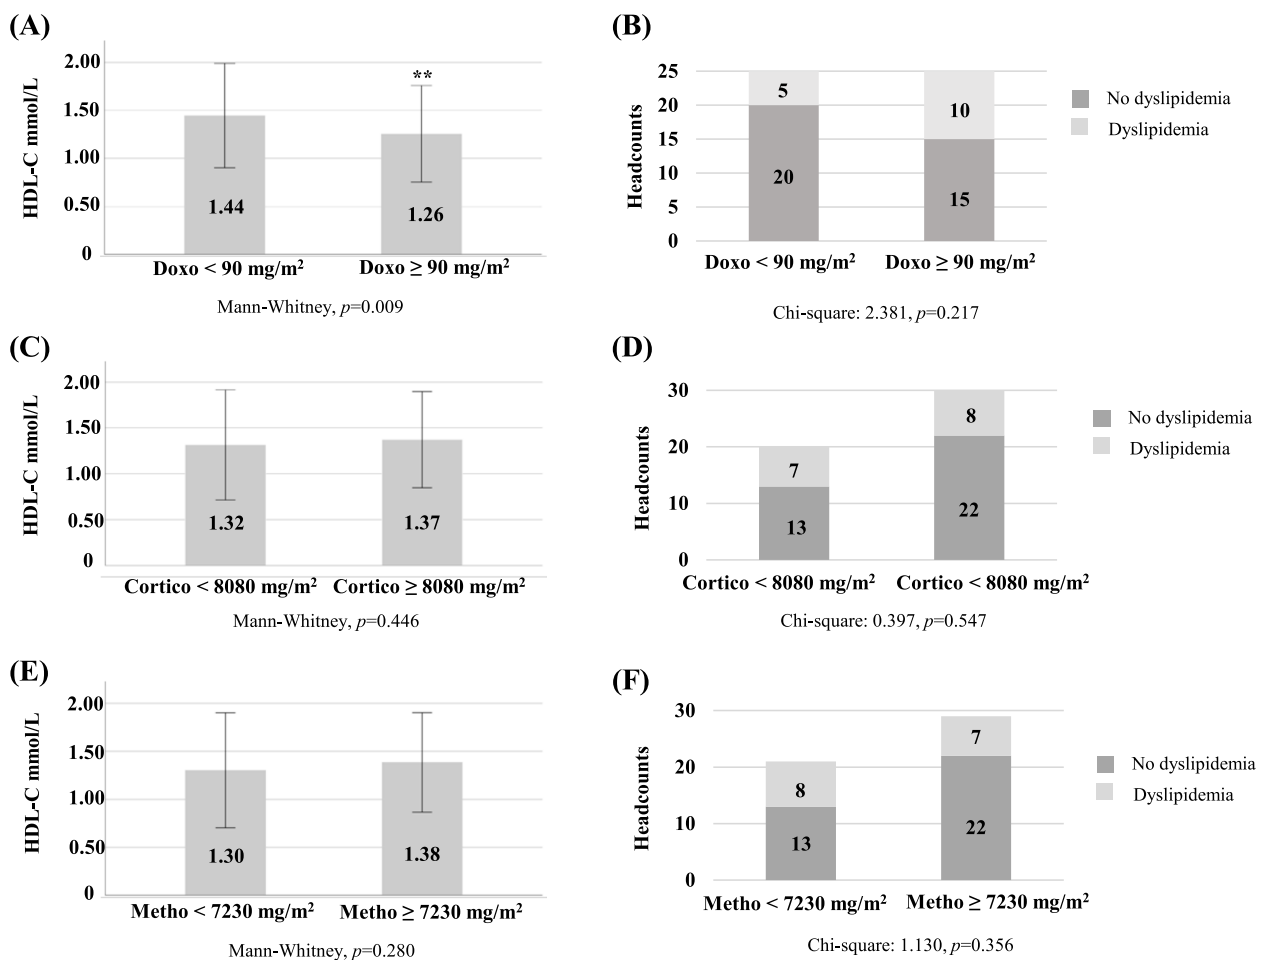 (A)
HDL-C mmol/L
2.00
1.50
1.00
0.50
0
**
1.44
1.26
Doxo < 90 mg/m²
Doxo ≥ 90 mg/m²
Mann-Whitney, p=0.009
(B)
Headcounts
25
20
15
10
5
0
5
20
10
15
Doxo < 90 mg/m²
Doxo ≥ 90 mg/m²
No dyslipidemia
Dyslipidemia
Chi-square: 2.381, p=0.217
(C)
HDL-C mmol/L
2.00
1.50
1.00
0.50
0
1.32
1.37
Cortico < 8080 mg/m²
Cortico ≥ 8080 mg/m²
Mann-Whitney, p=0.446
(D)
Headcounts
30
20
10
0
7
13
8
22
Cortico < 8080 mg/m²
Cortico < 8080 mg/m²
No dyslipidemia
Dyslipidemia
Chi-square: 0.397, p=0.547
(E)
HDL-C mmol/L
2.00
1.50
1.00
0.50
0
1.30
1.38
Metho < 7230 mg/m²
Metho ≥ 7230 mg/m²
Mann-Whitney, p=0.280
(F)
Headcounts
30
20
10
0
8
13
7
22
Metho < 7230 mg/m²
Metho ≥ 7230 mg/m²
No dyslipidemia
Dyslipidemia
Chi-square: 1.130, p=0.356